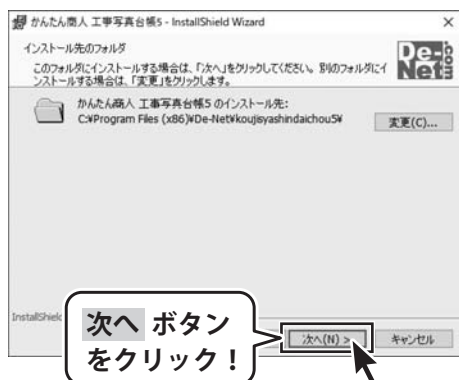 かんたん商人 工事写真台帳5 - InstallShield Wizard
インストール先のフォルダ
このフォルダにインストールする場合は、「次へ」をクリックしてください。別のフォルダにイ
ンストールする場合は、「変更」をクリックします。
De-
Net
かんたん商人 工事写真台帳5 のインストール先:
C:¥Program Files (x86)¥De-Net¥koujisyashindaichou5¥
変更(C)...
InstallShield
次へ ボタン
をクリック!
次へ(N) >
キャンセル